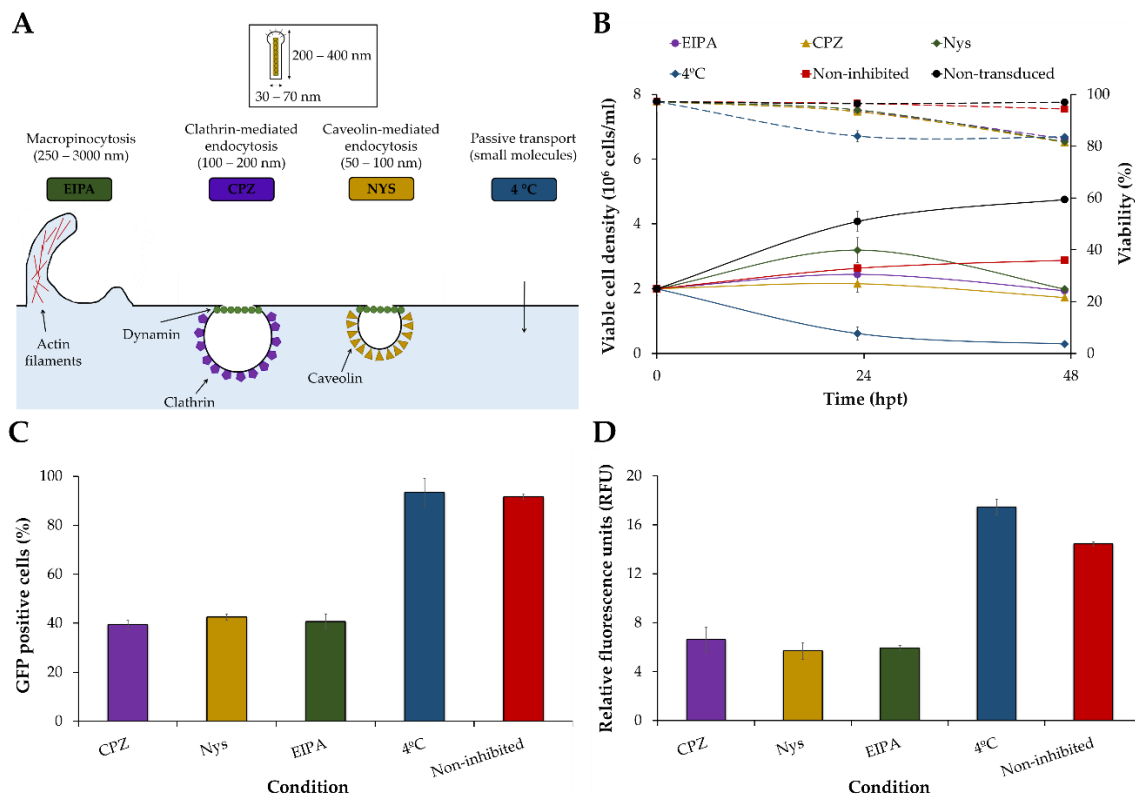 A
200 – 400 nm
30 – 70 nm
Macropinocytosis
(250 – 3000 nm)
Clathrin-mediated
endocytosis
(100 – 200 nm)
Caveolin-mediated
endocytosis
(50 – 100 nm)
Passive transport
(small molecules)
EIPA
CPZ
NYS
4 °C
Actin
filaments
Dynamin
Clathrin
Caveolin
B
EIPA
CPZ
Nys
4ºC
Non-inhibited
Non-transduced
Viable cell density (10⁶ cells/ml)
8
6
4
2
0
100
80
60
40
20
0
Viability (%)
0
24
48
Time (hpt)
C
GFP positive cells (%)
100
80
60
40
20
0
CPZ
Nys
EIPA
4ºC
Non-inhibited
Condition
D
Relative fluorescence units (RFU)
20
16
12
8
4
0
CPZ
Nys
EIPA
4ºC
Non-inhibited
Condition